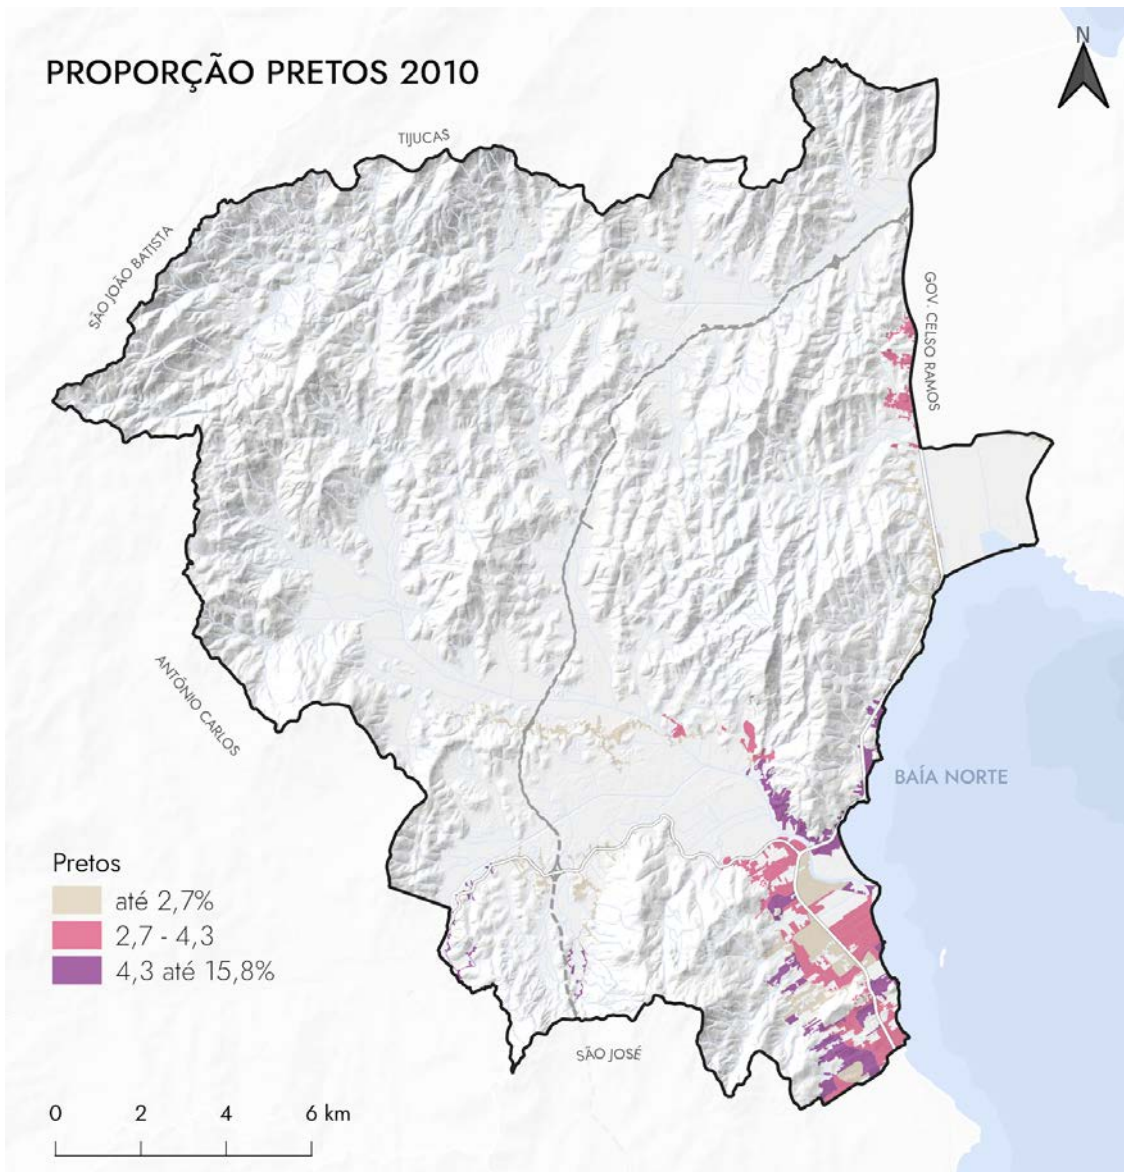 PROPORÇÃO PRETOS 2010
N
TIJUCAS
SÃO JOÃO BATISTA
GOV. CELSO RAMOS
ANTÔNIO CARLOS
BAÍA NORTE
Pretos
até 2,7%
2,7 - 4,3
4,3 até 15,8%
SÃO JOSÉ
0 2 4 6 km